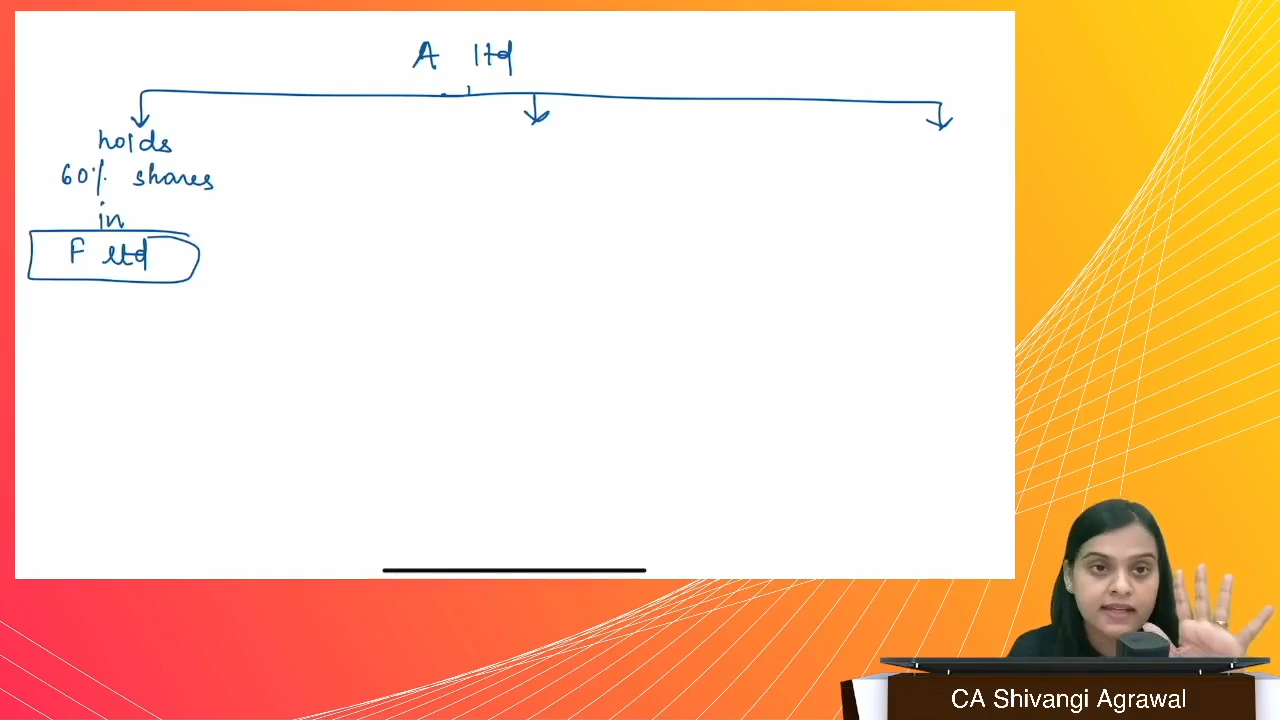 A ltd
holds
60% shares
in
F ltd
CA Shivangi Agrawal